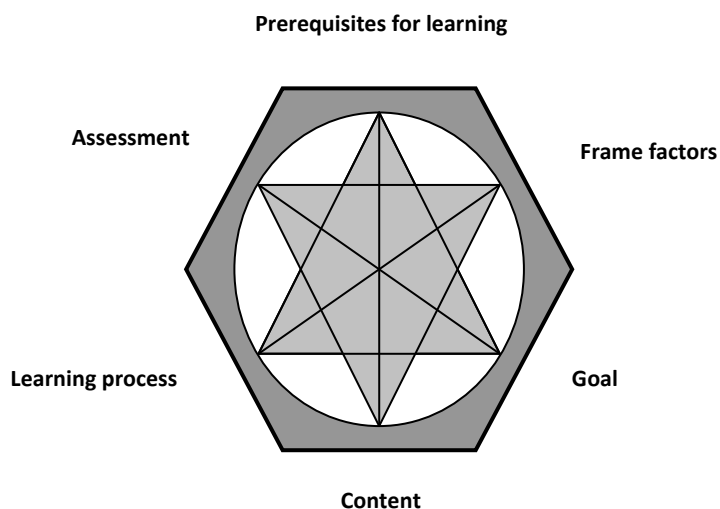 Prerequisites for learning
Assessment
Frame factors
Learning process
Goal
Content